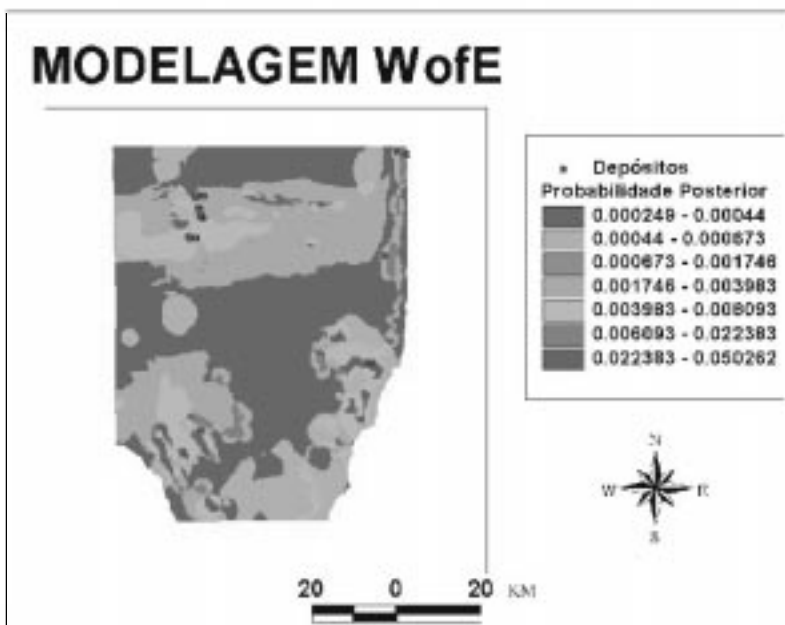 MODELAGEM WofE
Depósitos
Probabilidade Posterior
0.000249 - 0.00044
0.00044 - 0.000673
0.000673 - 0.001746
0.001746 - 0.003983
0.003983 - 0.006093
0.006093 - 0.022383
0.022383 - 0.050262
N
W E
S
20 0 20 KM